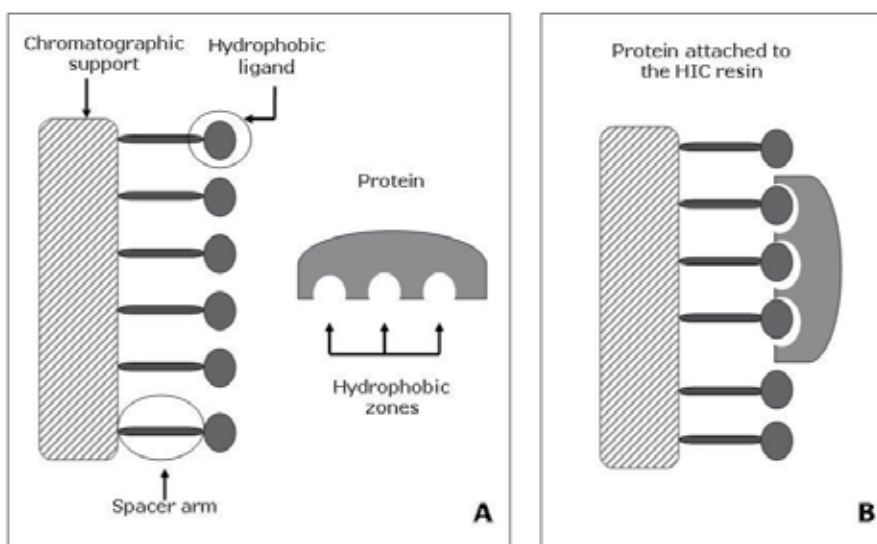 Chromatographic
support
Hydrophobic
ligand
Protein
Hydrophobic
zones
Spacer arm
A
Protein attached to
the HIC resin
B